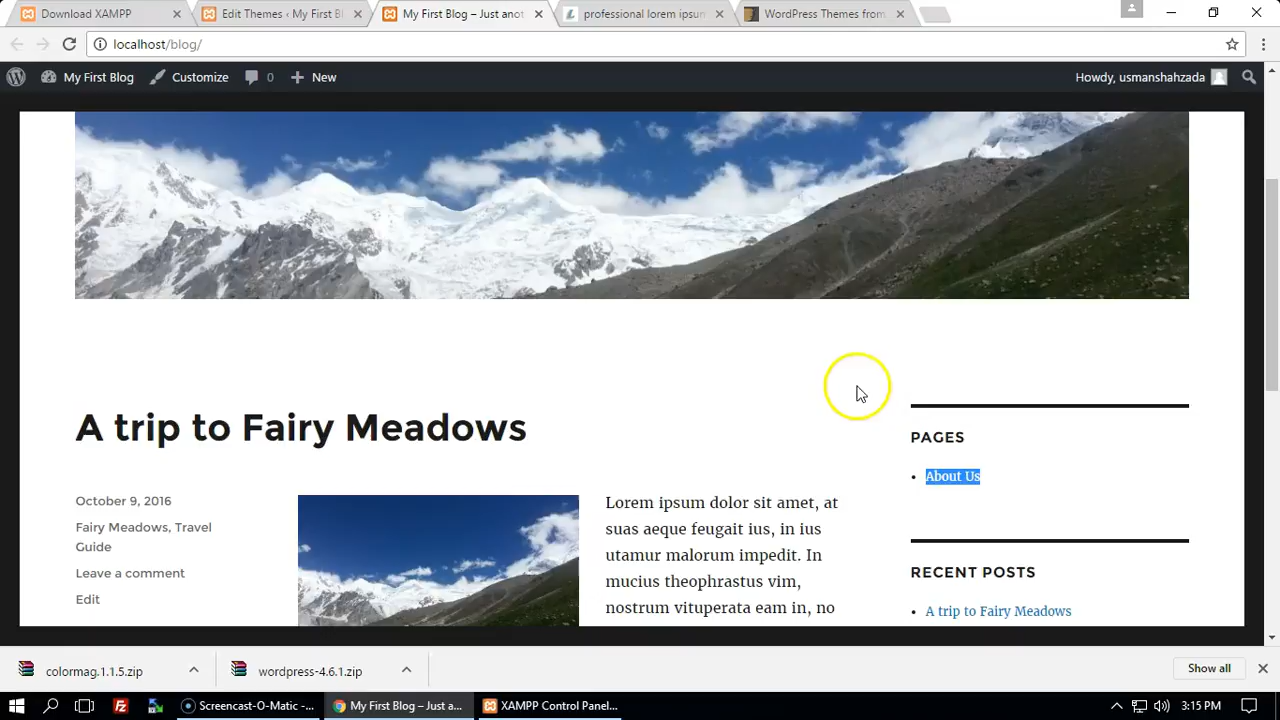 Download XAMPP
Edit Themes ‹ My First Bl
My First Blog – Just anot
professional lorem ipsum
WordPress Themes from
localhost/blog/
My First Blog
Customize
0
New
Howdy, usmanshahzada
A trip to Fairy Meadows
October 9, 2016
Fairy Meadows, Travel
Guide
Leave a comment
Edit
Lorem ipsum dolor sit amet, at
suas aeque feugait ius, in ius
utamur malorum impedit. In
mucius theophrastus vim,
nostrum vituperata eam in, no
PAGES
About Us
RECENT POSTS
A trip to Fairy Meadows
colormag.1.1.5.zip
wordpress-4.6.1.zip
Show all
Screencast-O-Matic -...
My First Blog – Just a...
XAMPP Control Panel...
3:15 PM